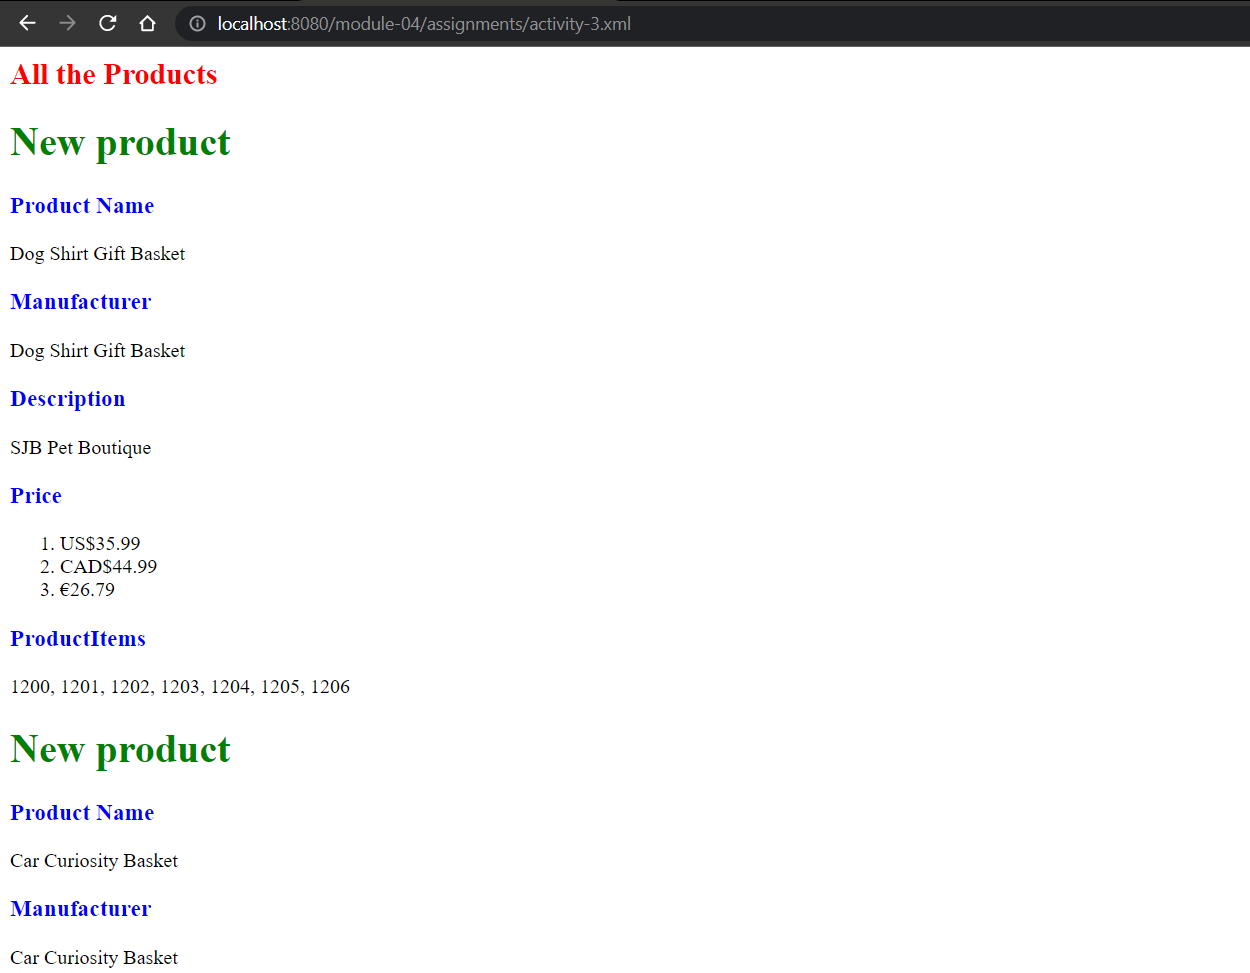 localhost:8080/module-04/assignments/activity-3.xml
All the Products
New product
Product Name
Dog Shirt Gift Basket
Manufacturer
Dog Shirt Gift Basket
Description
SJB Pet Boutique
Price
1. US$35.99
2. CAD$44.99
3. €26.79
ProductItems
1200, 1201, 1202, 1203, 1204, 1205, 1206
New product
Product Name
Car Curiosity Basket
Manufacturer
Car Curiosity Basket